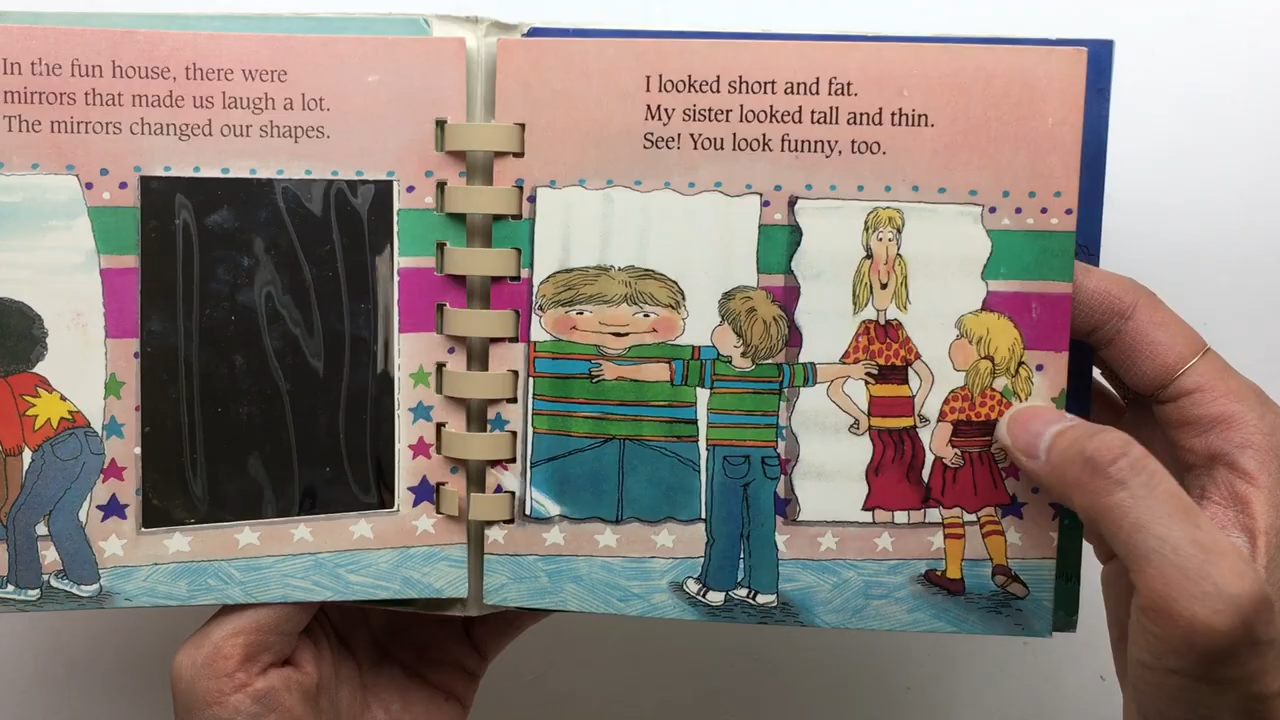 In the fun house, there were
mirrors that made us laugh a lot.
The mirrors changed our shapes.
I looked short and fat.
My sister looked tall and thin.
See! You look funny, too.